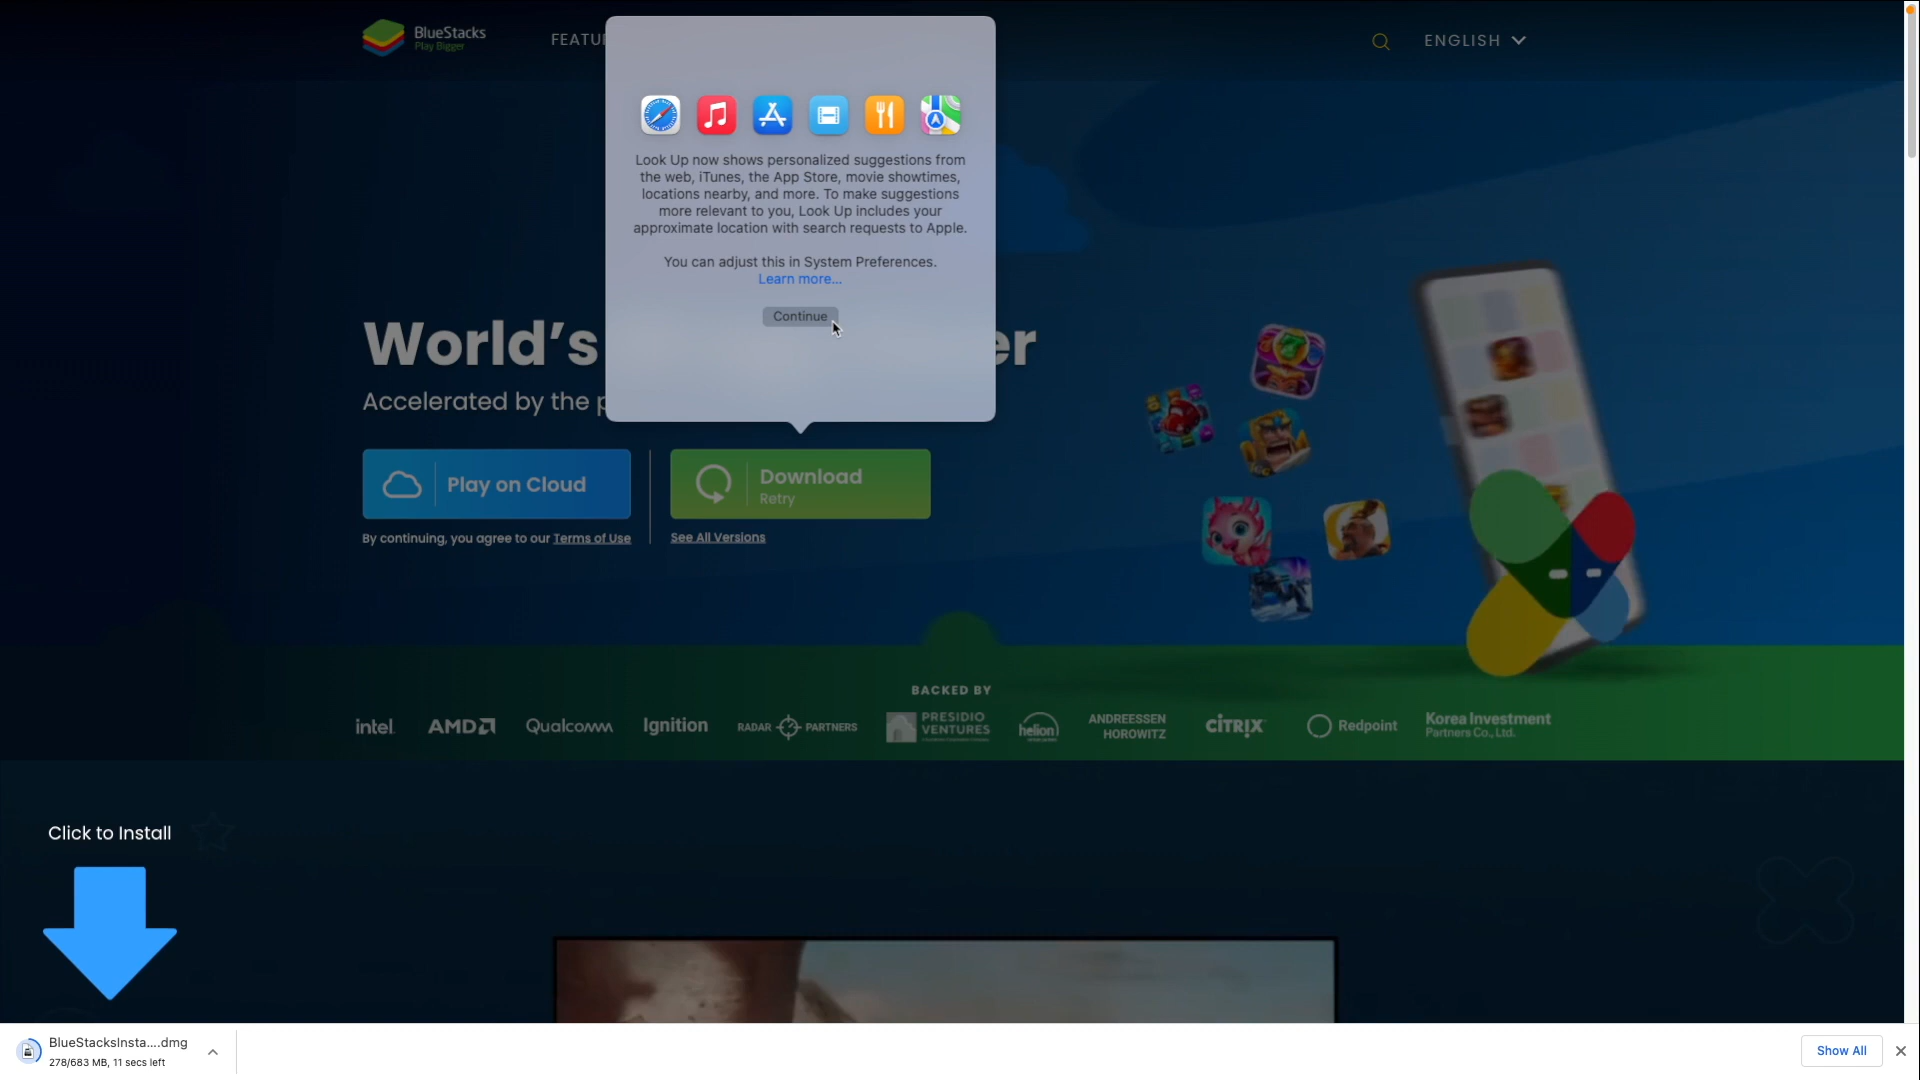 BlueStacks
Play Bigger
FEATU
ENGLISH
Look Up now shows personalized suggestions from
the web, iTunes, the App Store, movie showtimes,
locations nearby, and more. To make suggestions
more relevant to you, Look Up includes your
approximate location with search requests to Apple.
You can adjust this in System Preferences.
Learn more...
Continue
World's er
Accelerated by the p
Play on Cloud
Download
Retry
By continuing, you agree to our Terms of Use
See All Versions
BACKED BY
intel.
AMD
Qualcomm
Ignition
RADAR PARTNERS
PRESIDIO
VENTURES
helion
ANDREESSEN
HOROWITZ
CITRIX
Redpoint
Korea Investment
Partners Co., Ltd.
Click to Install
BlueStacksInsta....dmg
278/683 MB, 11 secs left
Show All